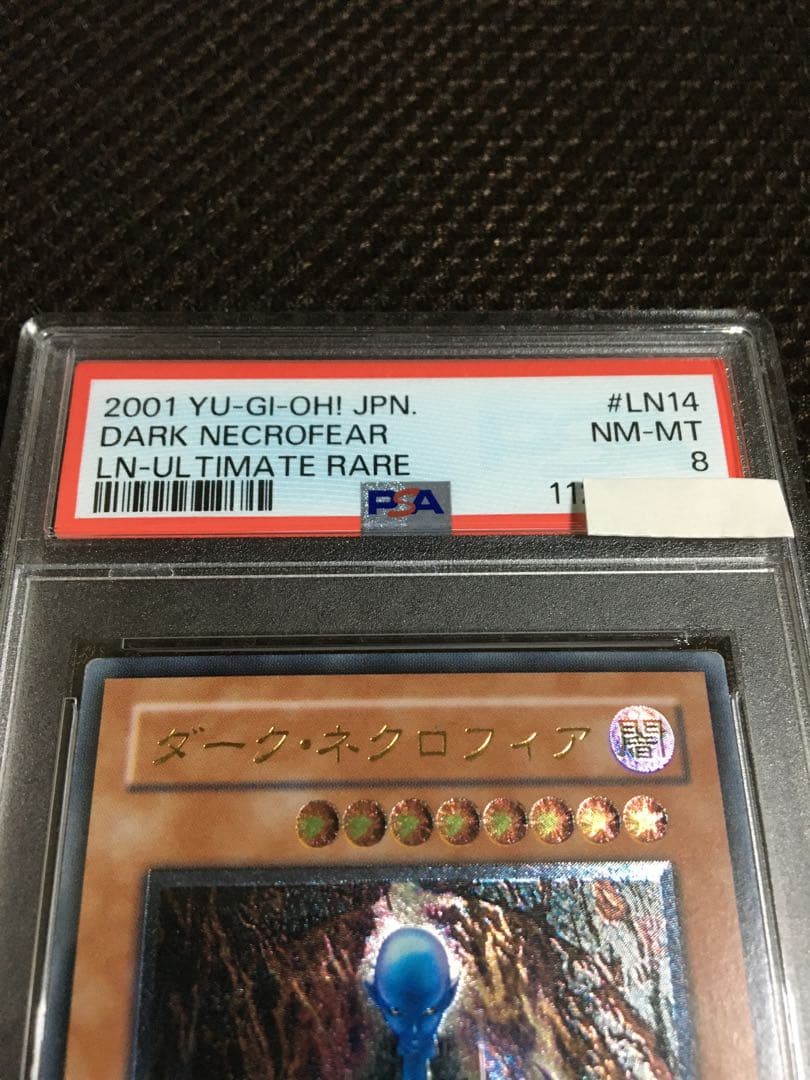 2001 YU-GI-OH! JPN.
#LN14
DARK NECROFEAR
NM-MT
LN-ULTIMATE RARE
8
PSA
ダーク・ネクロフィア
闇